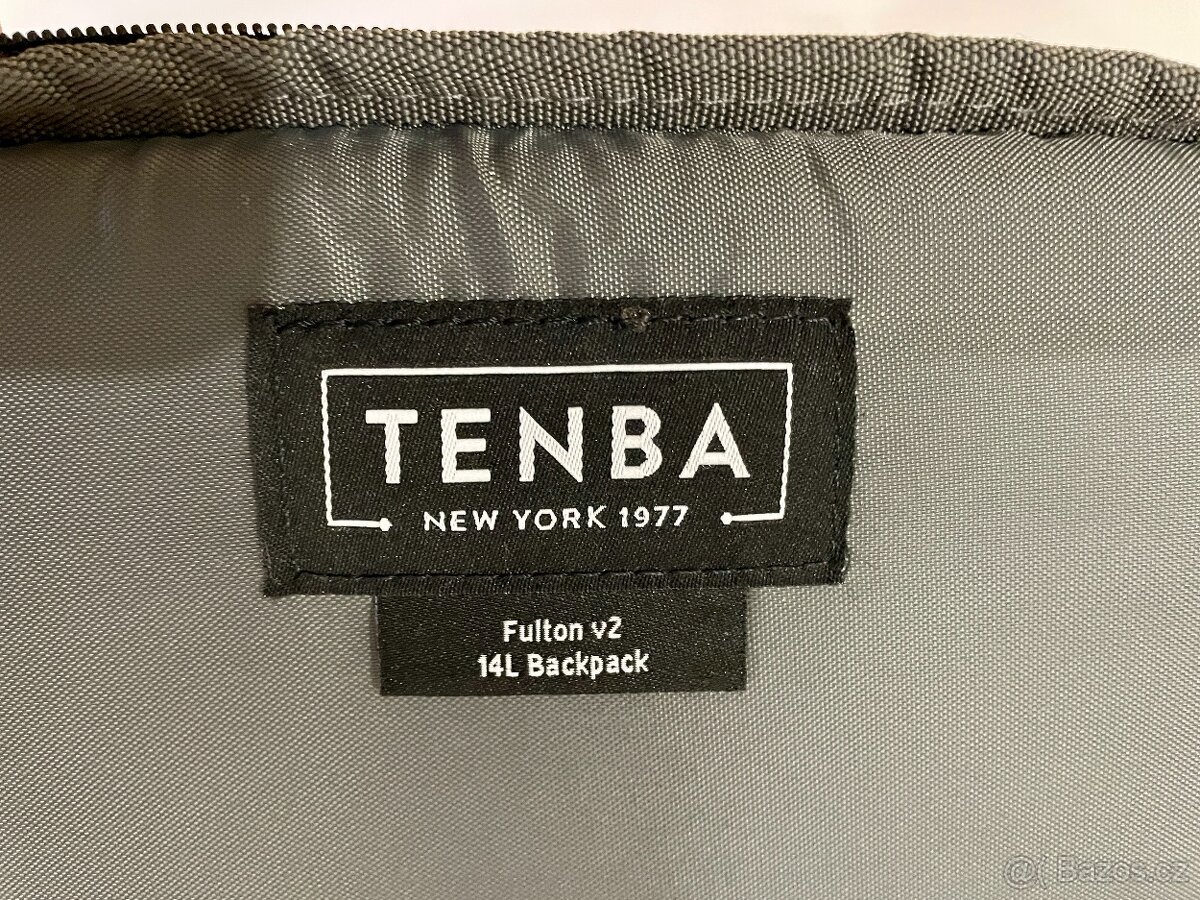 TENBA
NEW YORK 1977
Fulton v2
14L Backpack
Bazos.cz